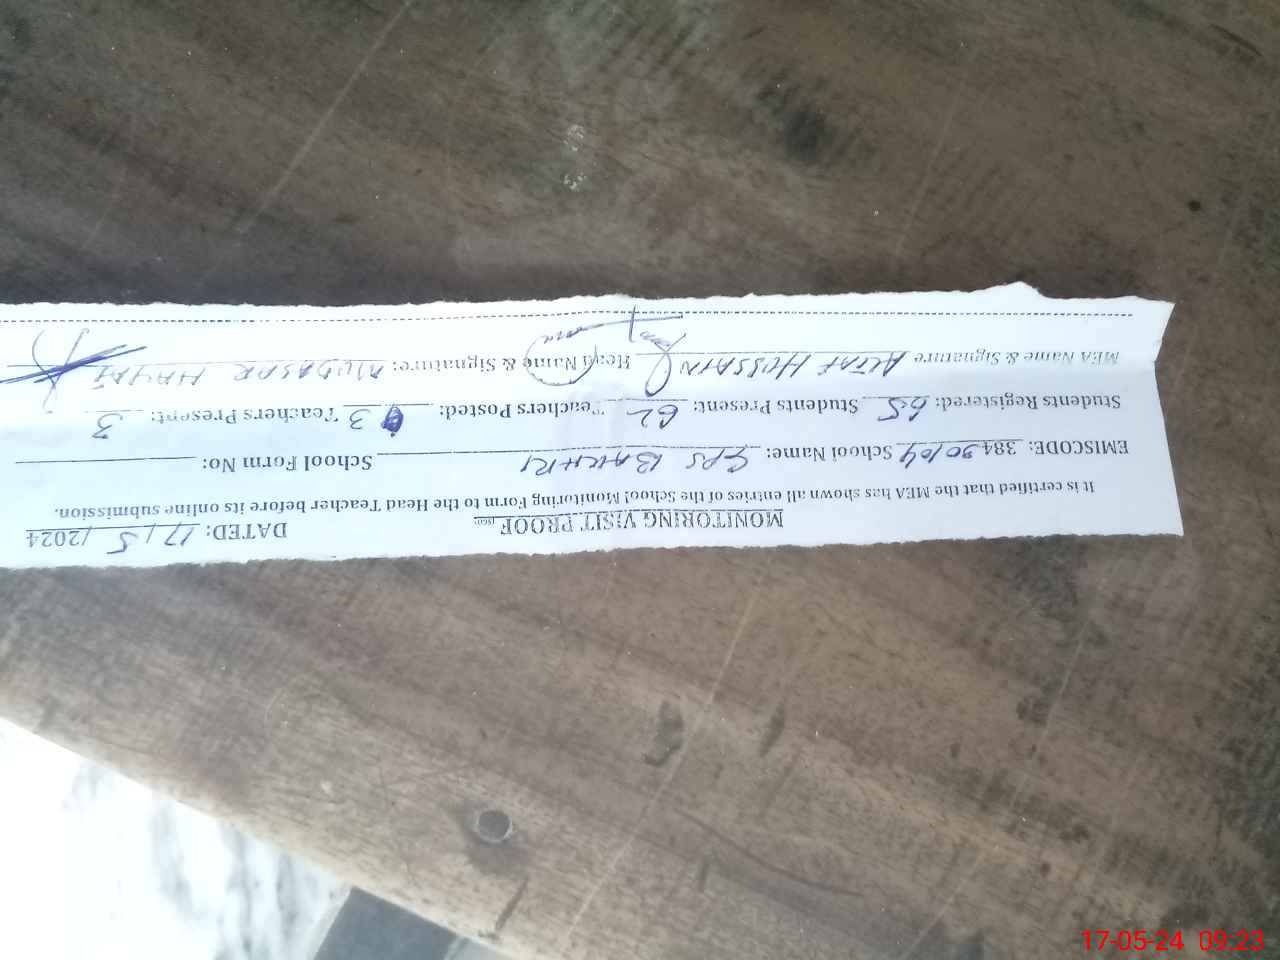 MONITORING VISIT PROOF DATED: 17/5/2024
It is certified that the MEA has shown all entries of the School Monitoring Form to the Head Teacher before its online submission.
EMISCODE: 38430104 School Name: GPS BAKHRI School Form No:
Students Registered: 65 Students Present: 62 Teachers Posted: 3 Teachers Present: 3
MEA Name & Signature ALTAF HUSSAIN Head Name & Signature: MUDASAR HAYAT
17-05-24 09:23